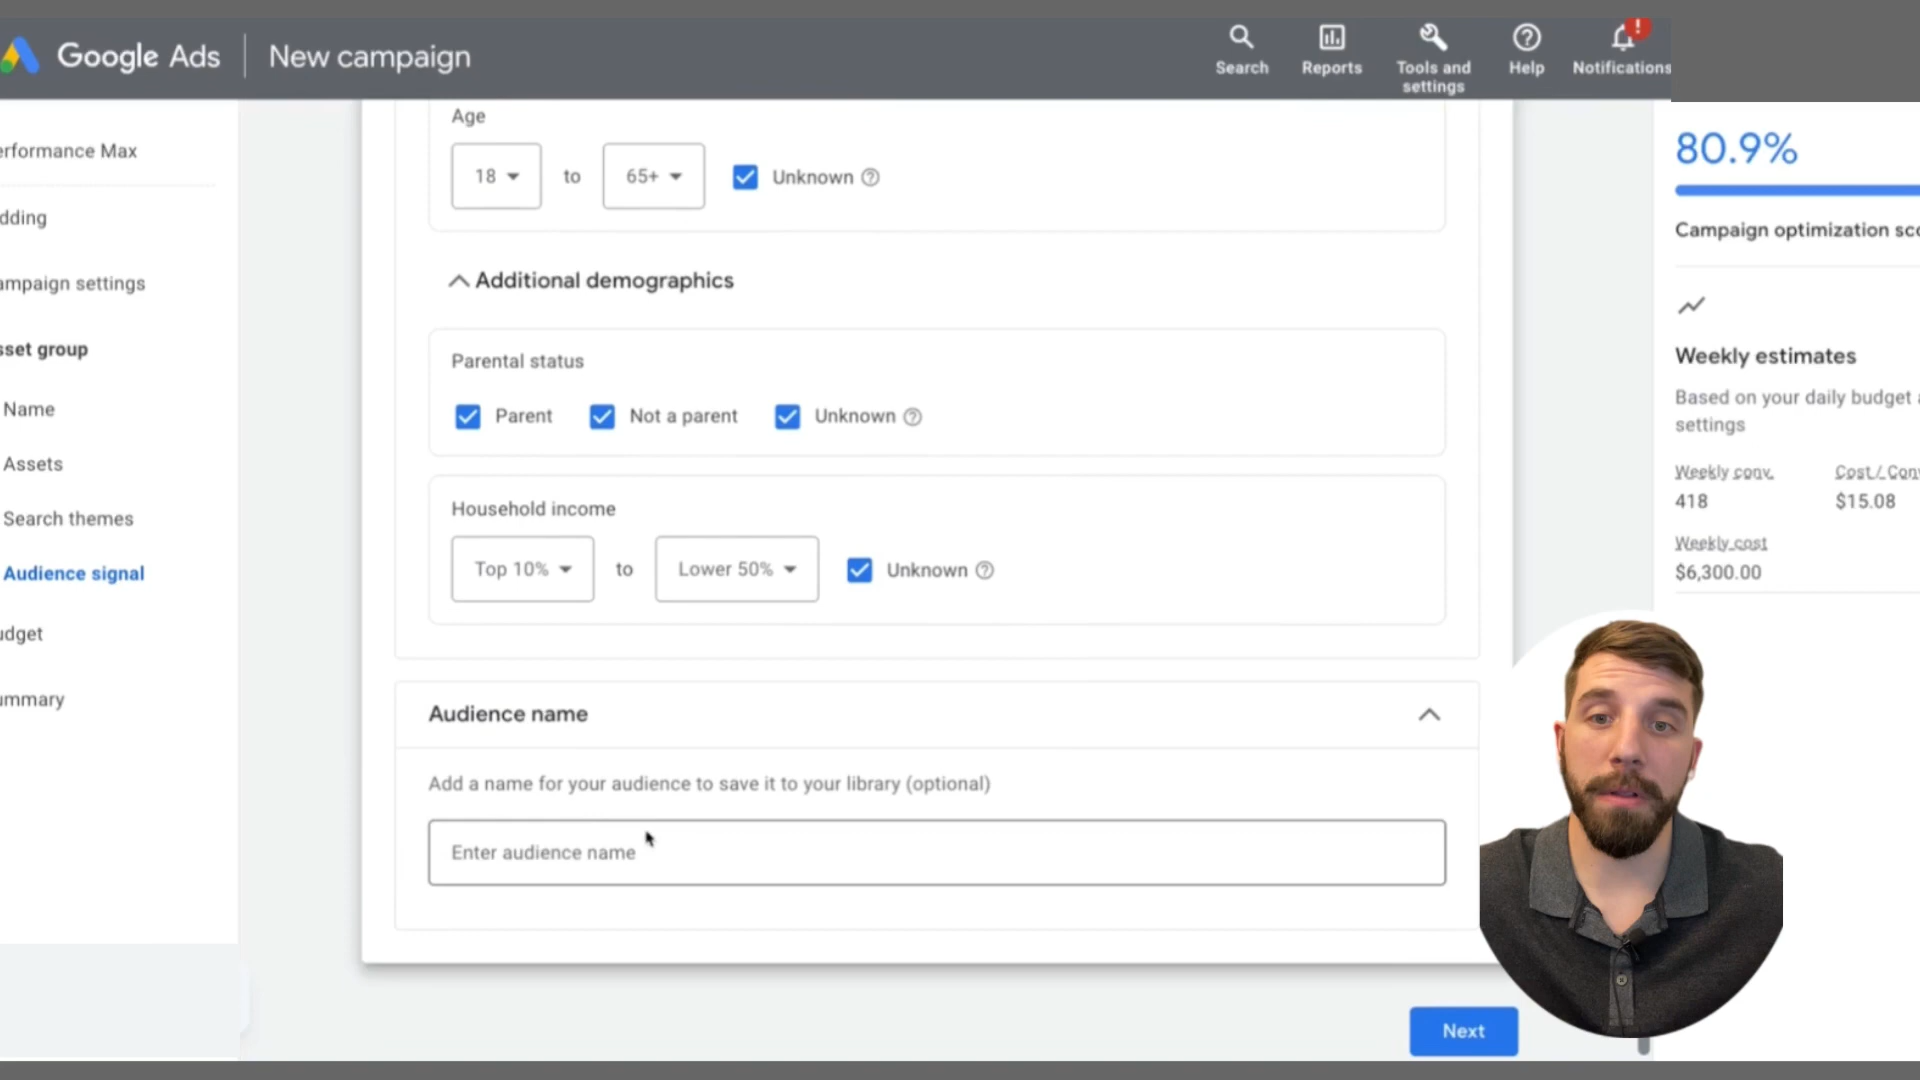 Google Ads
New campaign
Search
Reports
Tools and
settings
Help
Notifications
erformance Max
dding
ampaign settings
sset group
Name
Assets
Search themes
Audience signal
udget
ummary
Age
18
to
65+
Unknown
Additional demographics
Parental status
Parent
Not a parent
Unknown
Household income
Top 10%
to
Lower 50%
Unknown
Audience name
Add a name for your audience to save it to your library (optional)
Enter audience name
Next
80.9%
Campaign optimization sco
Weekly estimates
Based on your daily budget a
settings
Weekly conv.
Cost / Conv
418
$15.08
Weekly cost
$6,300.00